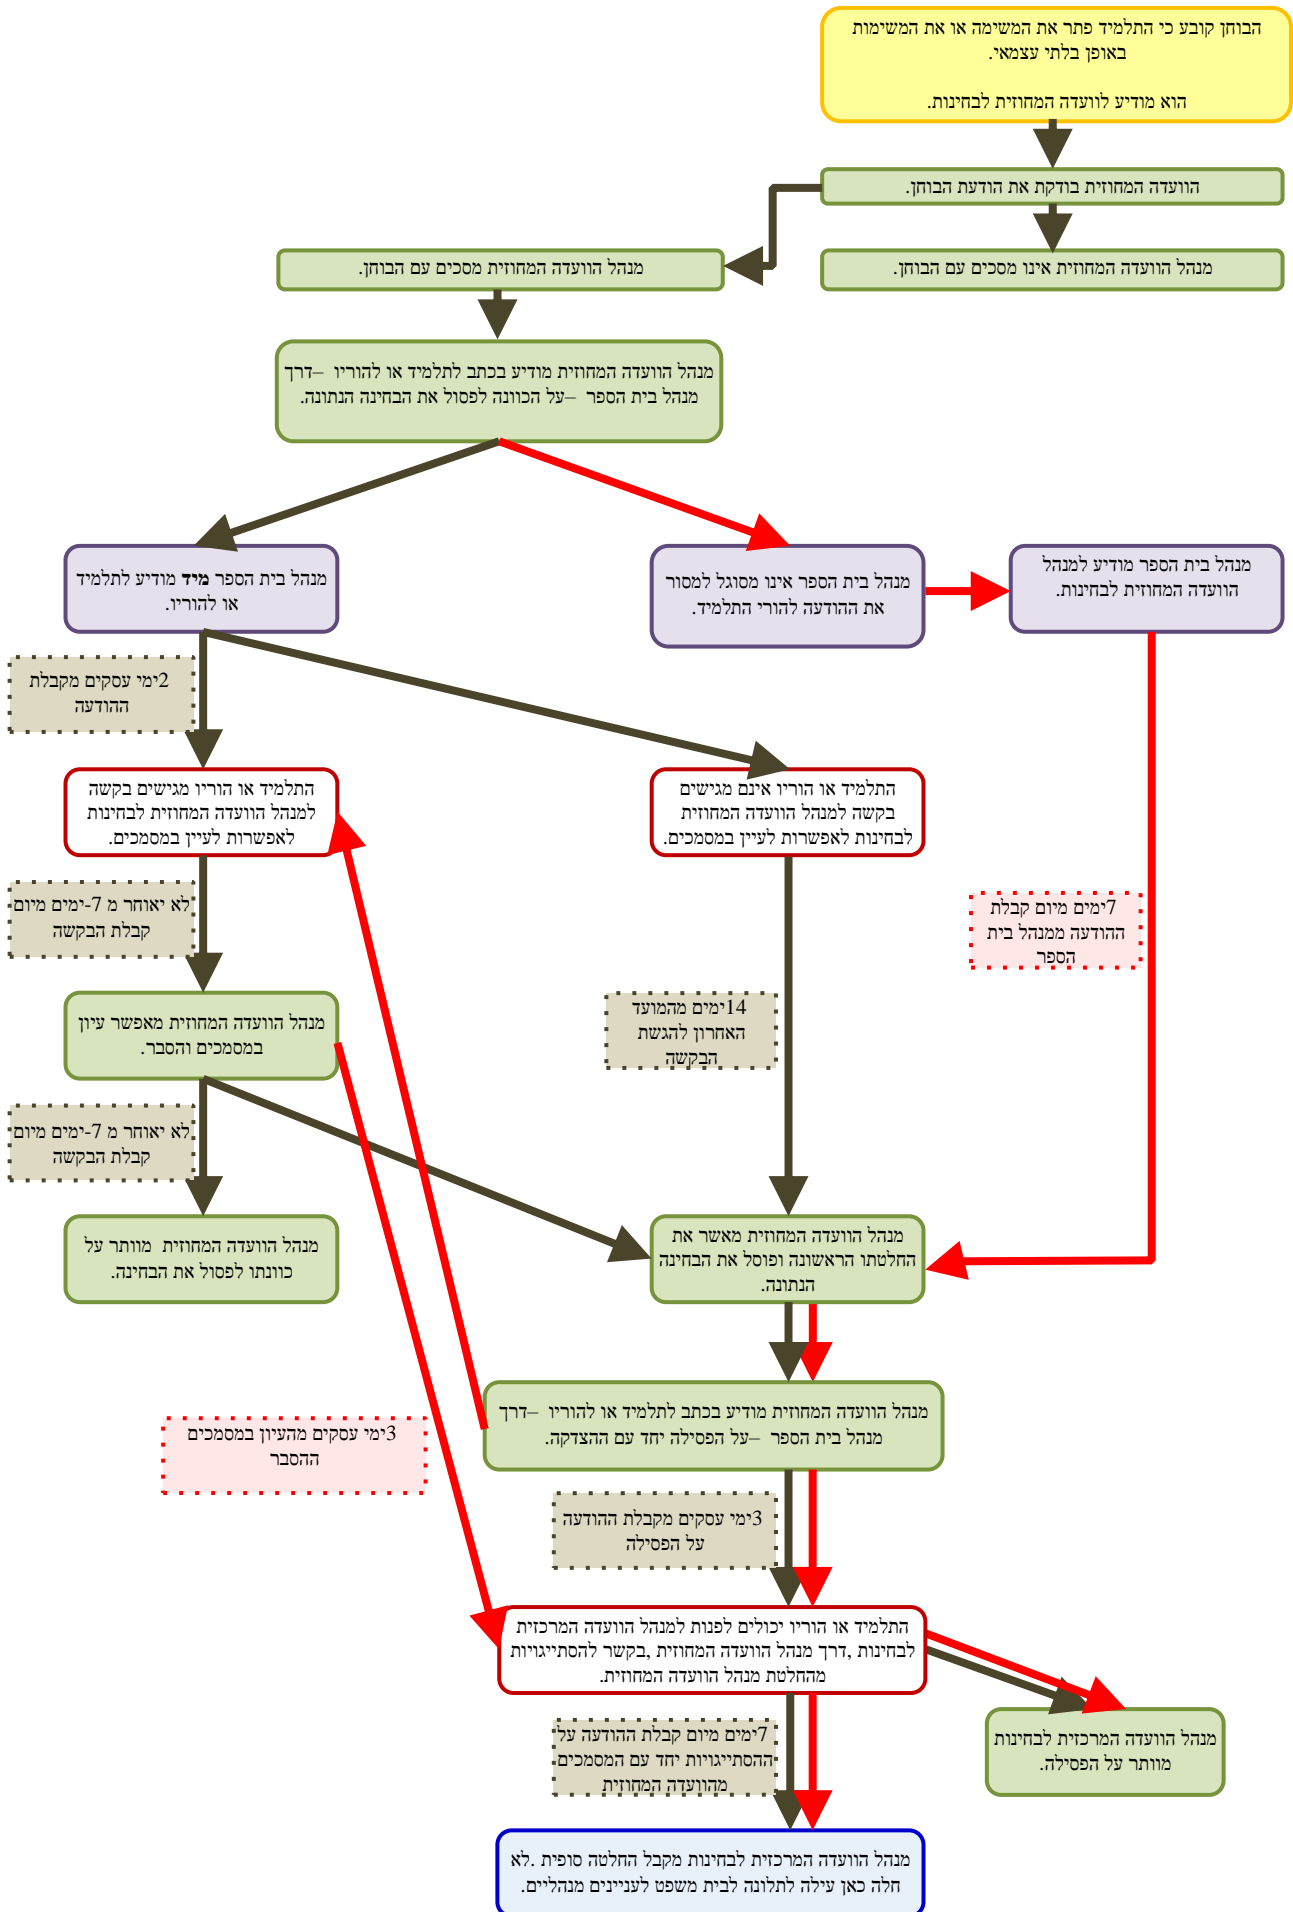 הבוחן קובע כי התלמיד פתר את המשימה או את המשימות
באופן בלתי עצמאי.
הוא מודיע לוועדה המחוזית לבחינות.
הוועדה המחוזית בודקת את הודעת הבוחן.
מנהל הוועדה המחוזית אינו מסכים עם הבוחן.
מנהל הוועדה המחוזית מסכים עם הבוחן.
מנהל הוועדה המחוזית מודיע בכתב לתלמיד או להוריו –דרך
מנהל בית הספר –על הכוונה לפסול את הבחינה הנתונה.
מנהל בית הספר מודיע למנהל
הוועדה המחוזית לבחינות.
מנהל בית הספר אינו מסוגל למסור
את ההודעה להורי התלמיד.
מנהל בית הספר מיד מודיע לתלמיד
או להוריו.
2ימי עסקים מקבלת
ההודעה
התלמיד או הוריו אינם מגישים
בקשה למנהל הוועדה המחוזית
לבחינות לאפשרות לעיין במסמכים.
התלמיד או הוריו מגישים בקשה
למנהל הוועדה המחוזית לבחינות
לאפשרות לעיין במסמכים.
7ימים מיום קבלת
ההודעה ממנהל בית
הספר
לא יאוחר מ 7-ימים מיום
קבלת הבקשה
14ימים מהמועד
האחרון להגשת
הבקשה
מנהל הוועדה המחוזית מאפשר עיון
במסמכים והסבר.
לא יאוחר מ 7-ימים מיום
קבלת הבקשה
מנהל הוועדה המחוזית מאשר את
החלטתו הראשונה ופוסל את הבחינה
הנתונה.
מנהל הוועדה המחוזית מוותר על
כוונתו לפסול את הבחינה.
מנהל הוועדה המחוזית מודיע בכתב לתלמיד או להוריו –דרך
מנהל בית הספר –על הפסילה יחד עם ההצדקה.
3ימי עסקים מהעיון במסמכים
ההסבר
3ימי עסקים מקבלת ההודעה
על הפסילה
התלמיד או הוריו יכולים לפנות למנהל הוועדה המרכזית
לבחינות ,דרך מנהל הוועדה המחוזית ,בקשר להסתייגויות
מהחלטת מנהל הוועדה המחוזית.
מנהל הוועדה המרכזית לבחינות
מוותר על הפסילה.
7ימים מיום קבלת ההודעה על
ההסתייגויות יחד עם המסמכים
מהוועדה המחוזית
מנהל הוועדה המרכזית לבחינות מקבל החלטה סופית .לא
חלה כאן עילה לתלונה לבית משפט לעניינים מנהליים.